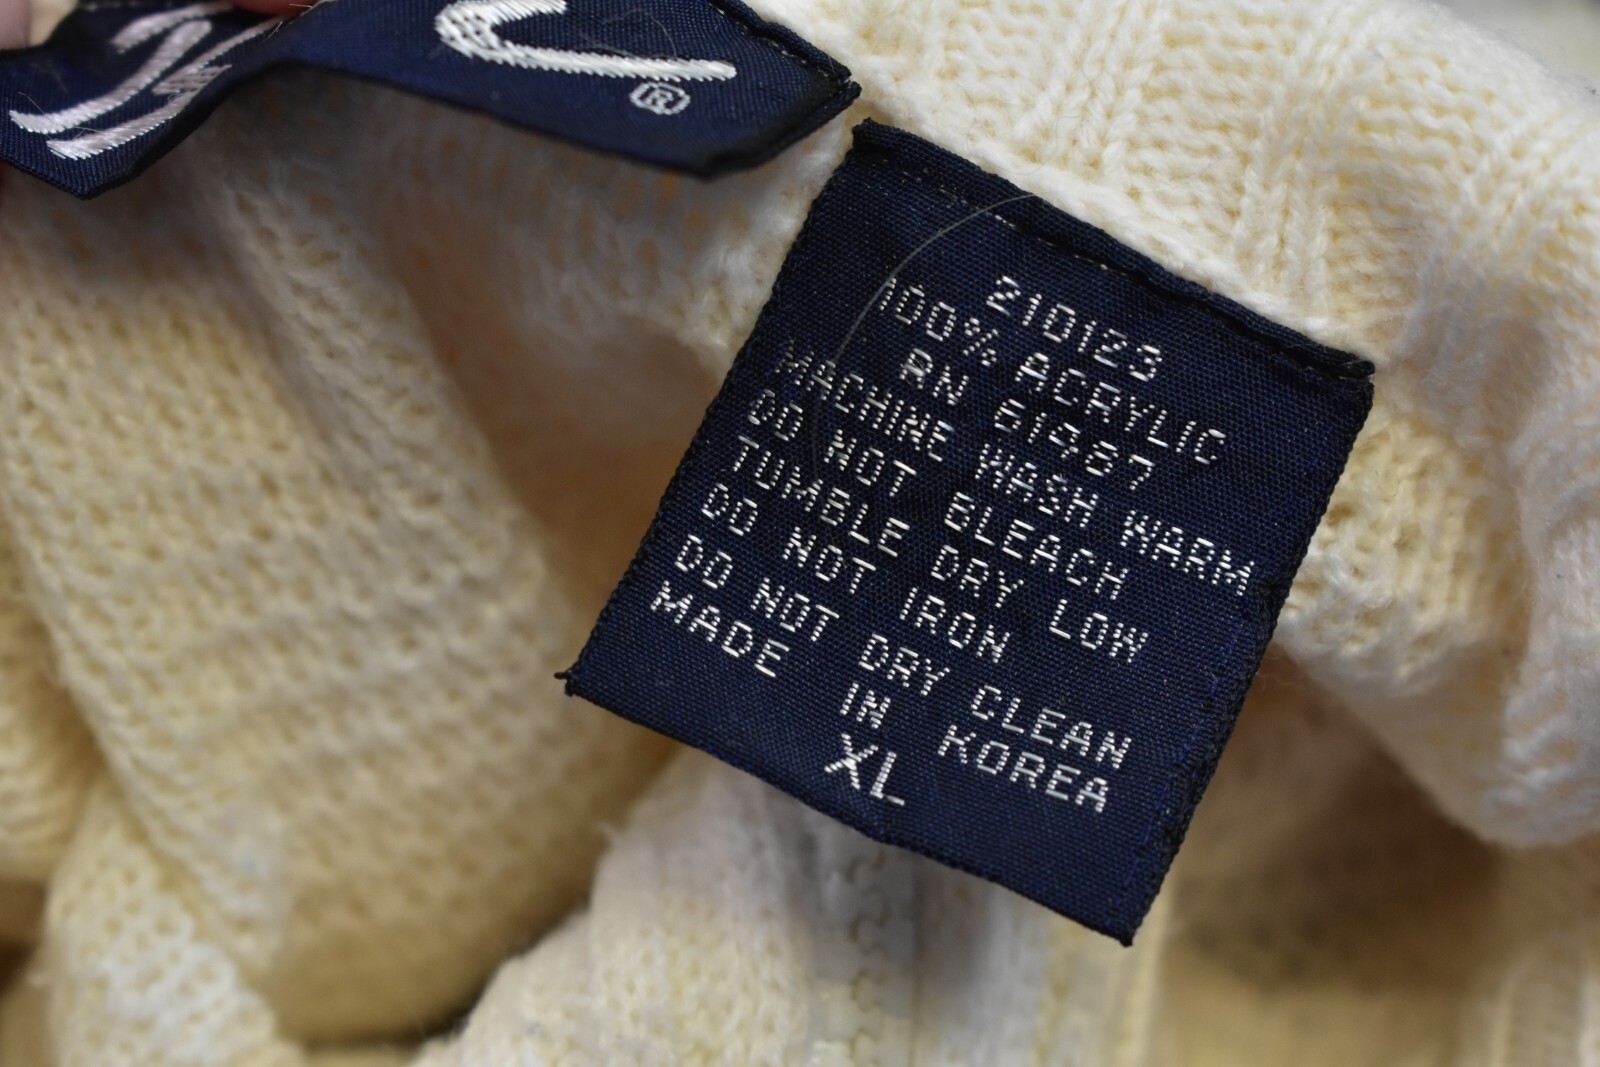 ®
210123
100% ACRYLIC
RN 61487
MACHINE WASH WARM
DO NOT BLEACH
TUMBLE DRY LOW
DO NOT IRON
DO NOT DRY CLEAN
MADE IN KOREA
XL